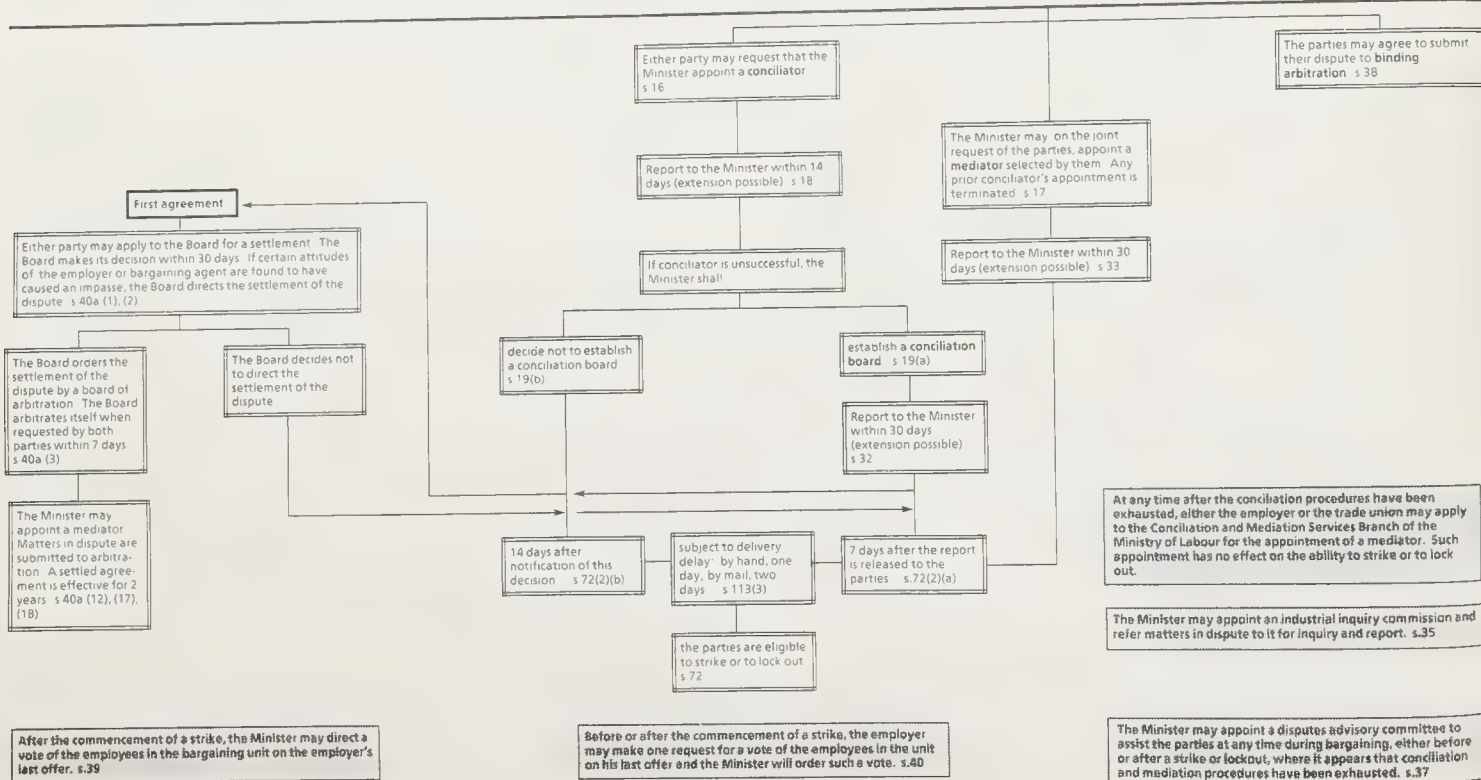 Either party may request that the
Minister appoint a conciliator
s 16
The parties may agree to submit
their dispute to binding
arbitration s 38
The Minister may on the joint
request of the parties, appoint a
mediator selected by them Any
prior conciliator's appointment is
terminated s 17
Report to the Minister within 14
days (extension possible) s 18
First agreement
Either party may apply to the Board for a settlement The
Board makes its decision within 30 days If certain attitudes
of the employer or bargaining agent are found to have
caused an impasse, the Board directs the settlement of the
dispute s 40a (1), (2)
If conciliator is unsuccessful, the
Minister shall
Report to the Minister within 30
days (extension possible) s 33
The Board orders the
settlement of the
dispute by a board of
arbitration The Board
arbitrates itself when
requested by both
parties within 7 days
s 40a (3)
The Board decides not
to direct the
settlement of the
dispute
decide not to establish
a conciliation board
s 19(b)
establish a conciliation
board s 19(a)
Report to the Minister
within 30 days
(extension possible)
s 32
The Minister may
appoint a mediator
Matters in dispute are
submitted to arbitra-
tion A settled agree-
ment is effective for 2
years s 40a (12), (17),
(18)
14 days after
notification of this
decision s 72(2)(b)
subject to delivery
delay· by hand, one
day, by mail, two
days s 113(3)
7 days after the report
is released to the
parties s.72(2)(a)
the parties are eligible
to strike or to lock out
s 72
At any time after the conciliation procedures have been
exhausted, either the employer or the trade union may apply
to the Conciliation and Mediation Services Branch of the
Ministry of Labour for the appointment of a mediator. Such
appointment has no effect on the ability to strike or to lock
out.
The Minister may appoint an industrial inquiry commission and
refer matters in dispute to it for inquiry and report. s.35
After the commencement of a strike, the Minister may direct a
vote of the employees in the bargaining unit on the employer's
last offer. s.39
Before or after the commencement of a strike, the employer
may make one request for a vote of the employees in the unit
on his last offer and the Minister will order such a vote. s.40
The Minister may appoint a disputes advisory committee to
assist the parties at any time during bargaining, either before
or after a strike or lockout, where it appears that conciliation
and mediation procedures have been exhausted. s.37